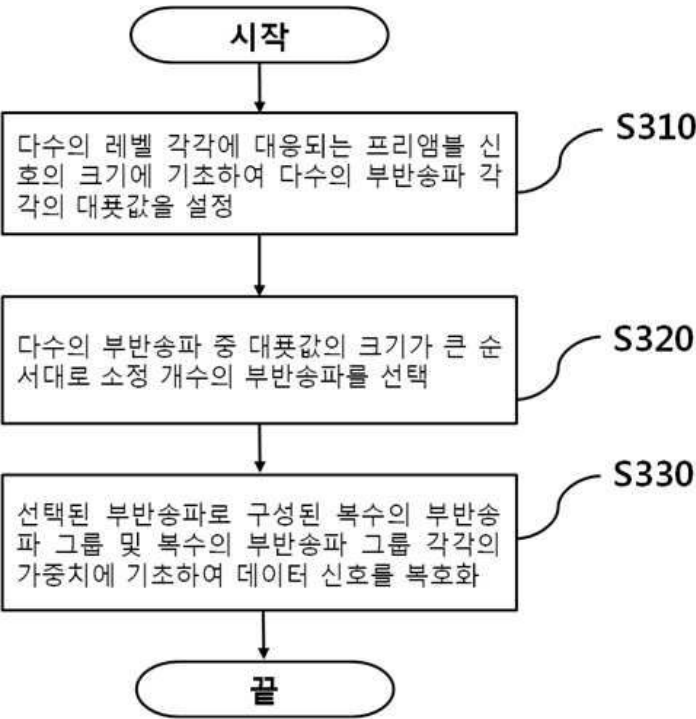 시작
다수의 레벨 각각에 대응되는 프리앰블 신
호의 크기에 기초하여 다수의 부반송파 각
각의 대푯값을 설정
S310
다수의 부반송파 중 대푯값의 크기가 큰 순
서대로 소정 개수의 부반송파를 선택
S320
선택된 부반송파로 구성된 복수의 부반송
파 그룹 및 복수의 부반송파 그룹 각각의
가중치에 기초하여 데이터 신호를 복호화
S330
끝